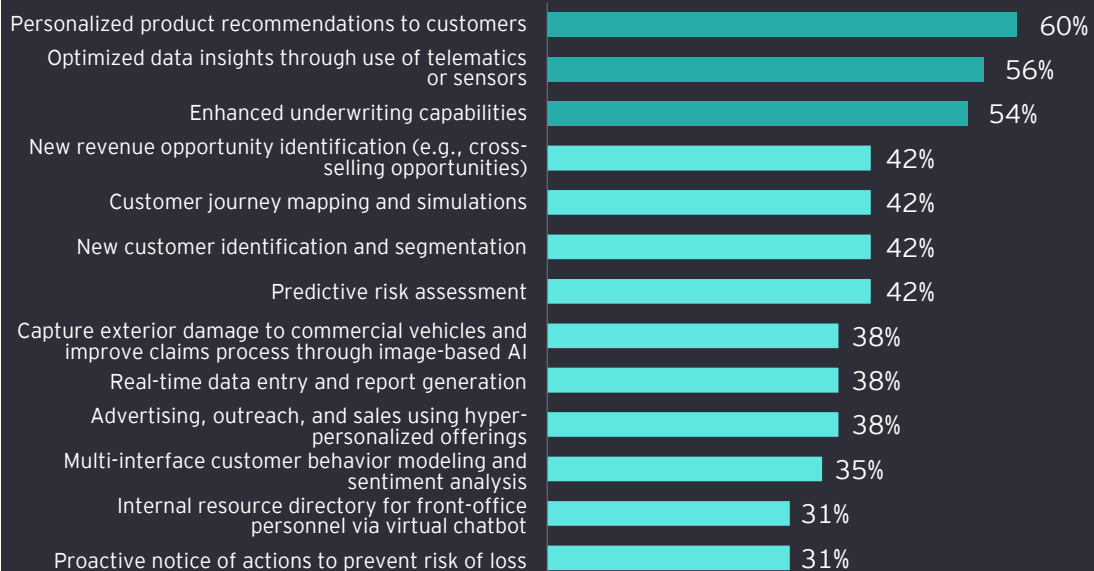 Personalized product recommendations to customers 60%
Optimized data insights through use of telematics
or sensors 56%
Enhanced underwriting capabilities 54%
New revenue opportunity identification (e.g., cross-
selling opportunities) 42%
Customer journey mapping and simulations 42%
New customer identification and segmentation 42%
Predictive risk assessment 42%
Capture exterior damage to commercial vehicles and
improve claims process through image-based AI 38%
Real-time data entry and report generation 38%
Advertising, outreach, and sales using hyper-
personalized offerings 38%
Multi-interface customer behavior modeling and
sentiment analysis 35%
Internal resource directory for front-office
personnel via virtual chatbot 31%
Proactive notice of actions to prevent risk of loss 31%